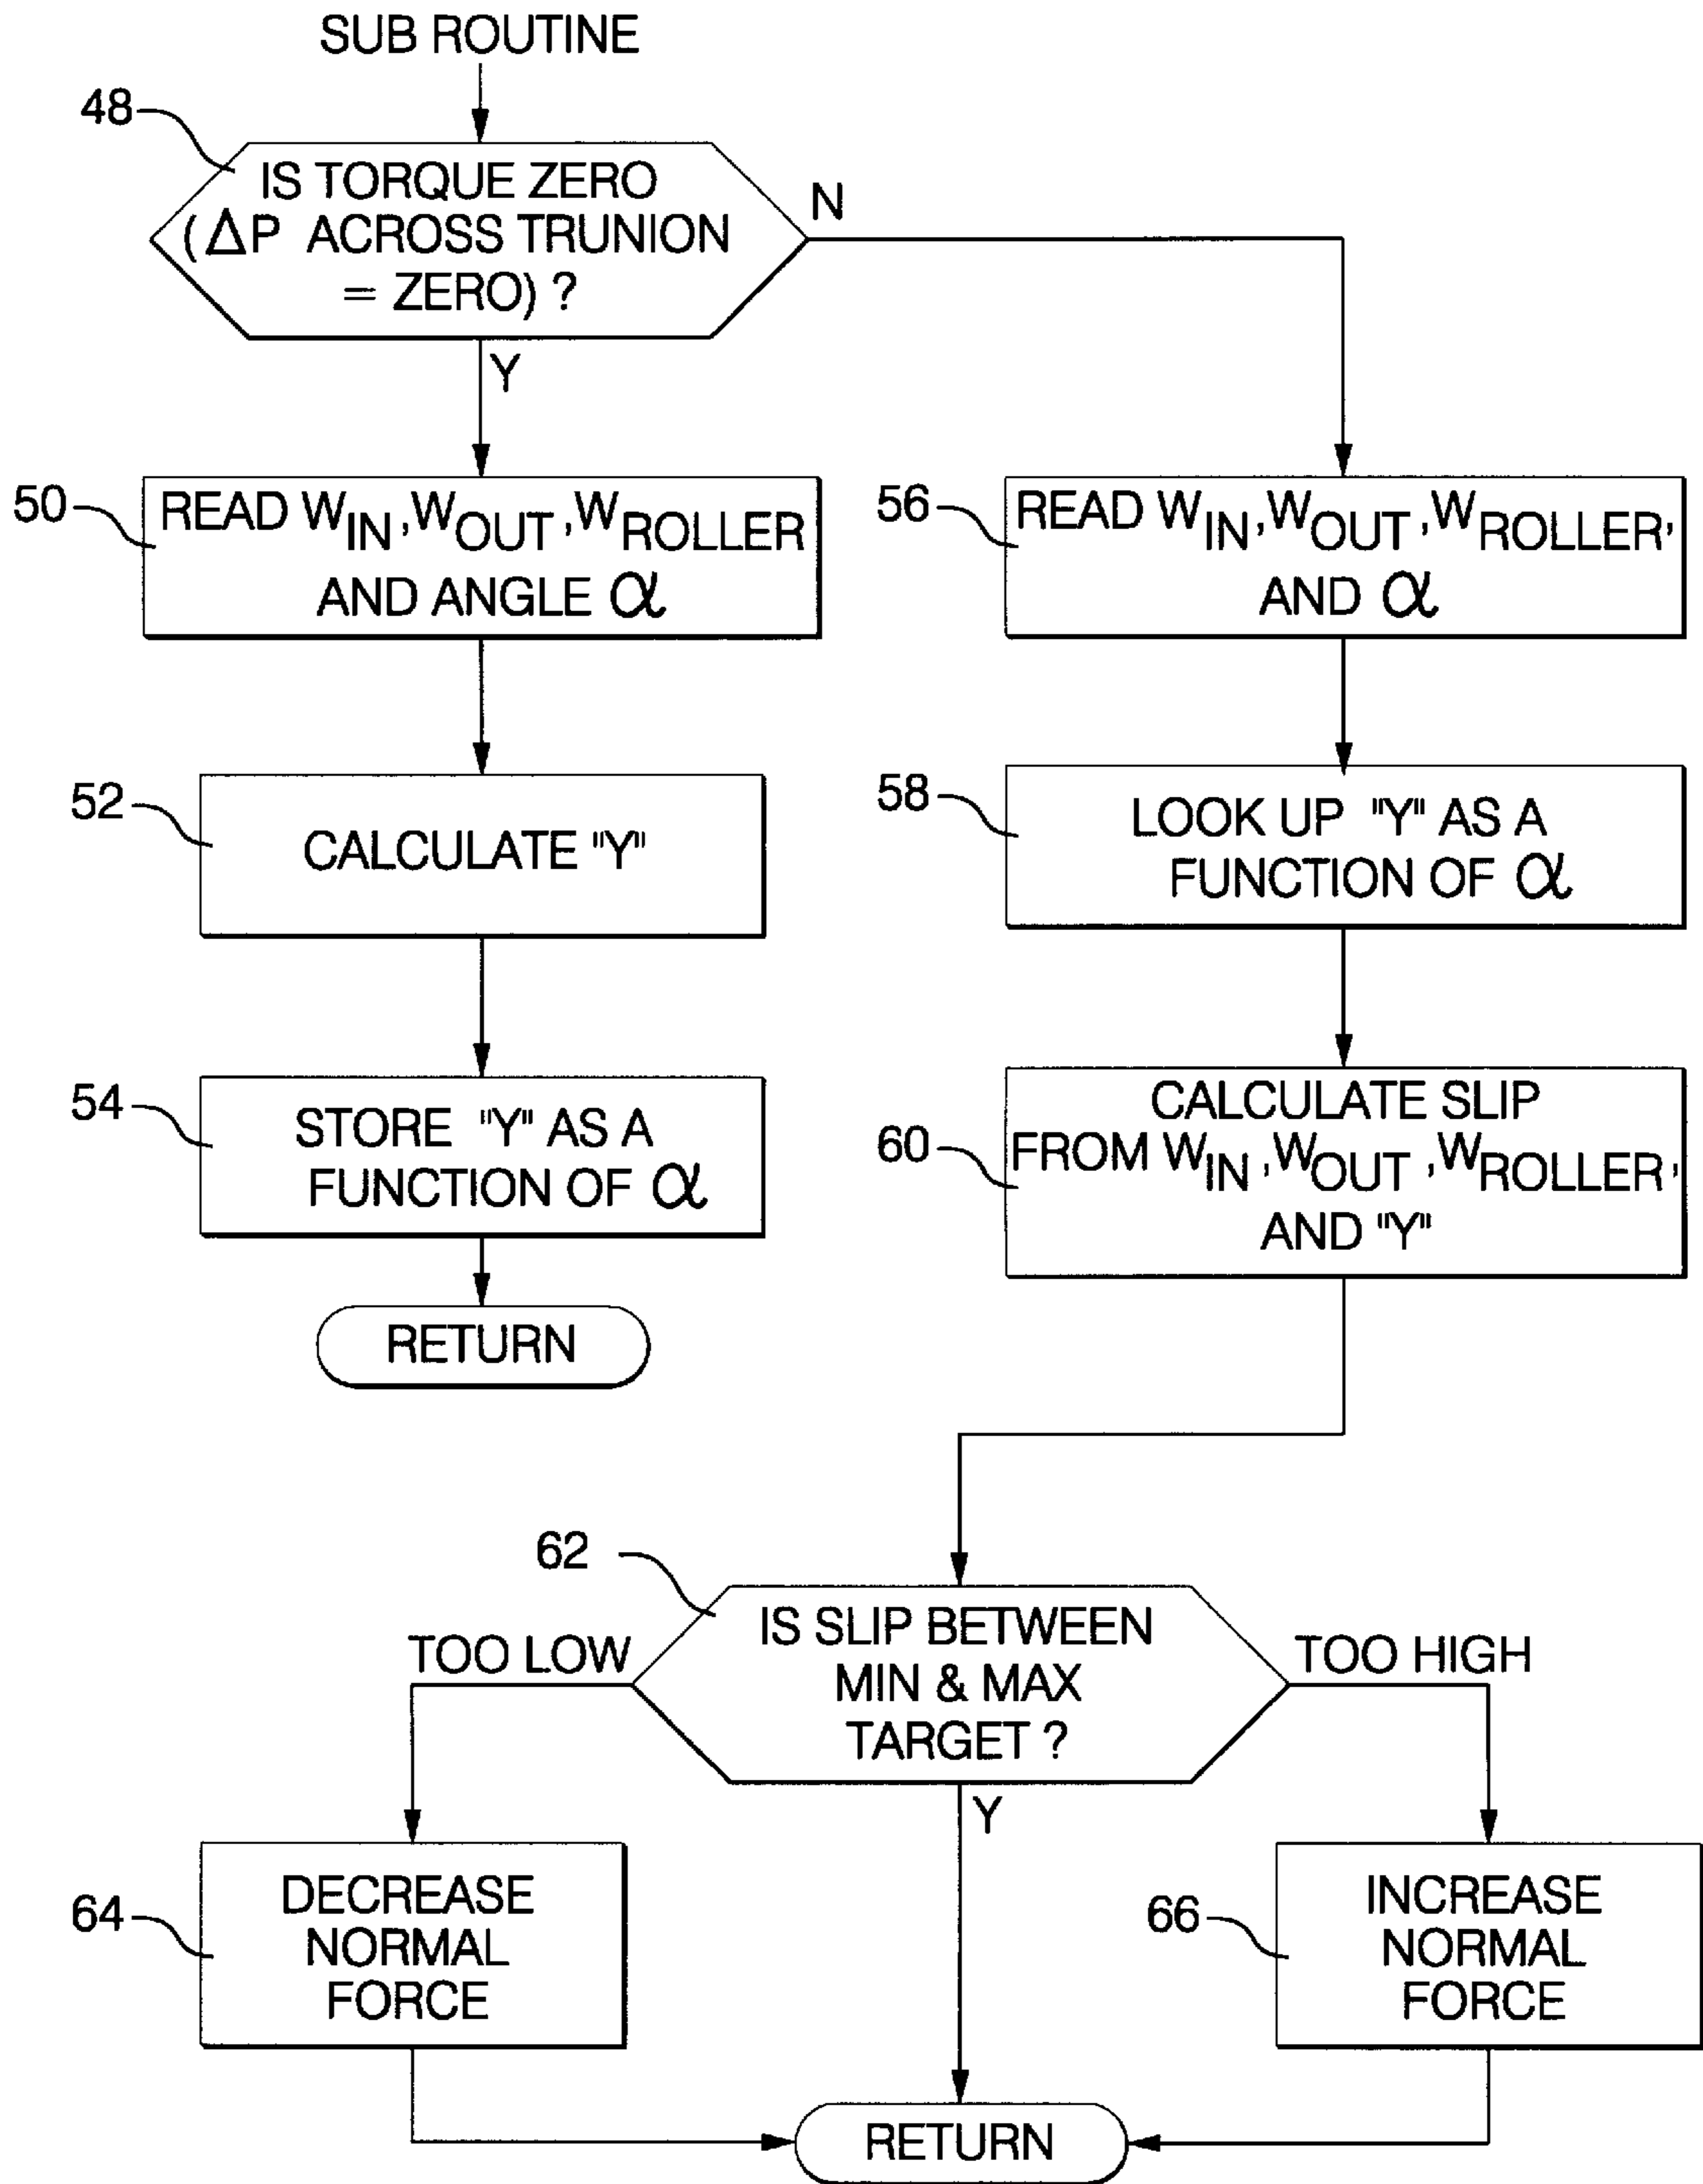 SUB ROUTINE
48
IS TORQUE ZERO
(ΔP ACROSS TRUNION
= ZERO) ?
N
Y
50
READ WIN, WOUT, WROLLER
AND ANGLE α
56
READ WIN, WOUT, WROLLER,
AND α
52
CALCULATE "Y"
58
LOOK UP "Y" AS A
FUNCTION OF α
54
STORE "Y" AS A
FUNCTION OF α
60
CALCULATE SLIP
FROM WIN, WOUT, WROLLER,
AND "Y"
RETURN
62
IS SLIP BETWEEN
MIN & MAX
TARGET ?
TOO LOW
TOO HIGH
Y
64
DECREASE
NORMAL
FORCE
66
INCREASE
NORMAL
FORCE
RETURN